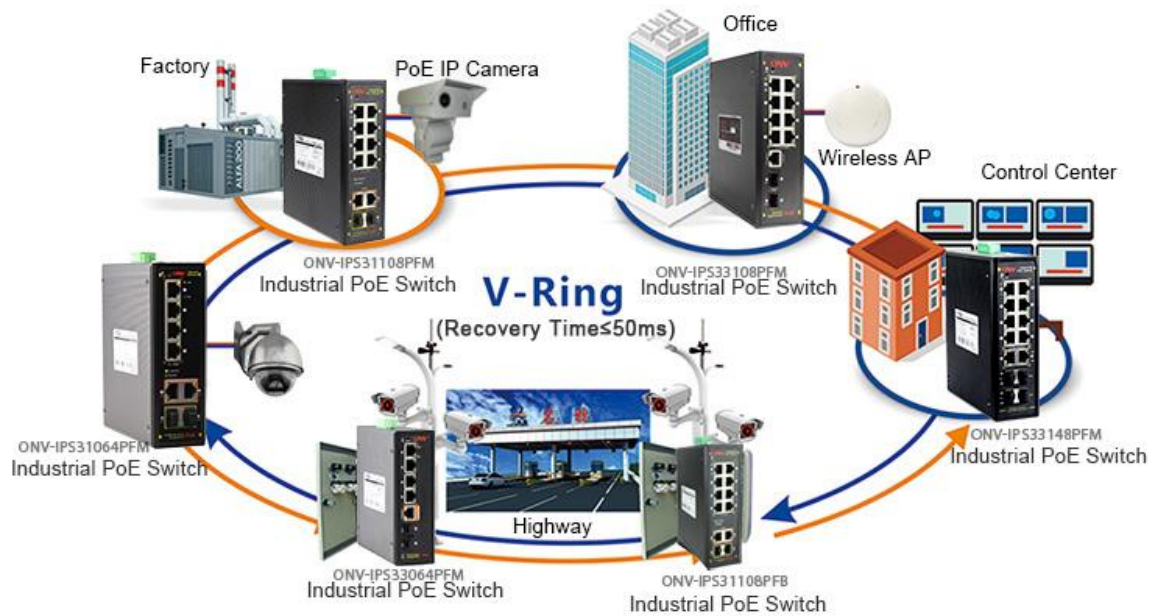 Office
Factory
PoE IP Camera
ALFA 200
Wireless AP
Control Center
ONV-IPS31108PFM
Industrial PoE Switch
ONV-IPS33108PFM
Industrial PoE Switch
V-Ring
(Recovery Time≤50ms)
ONV-IPS31064PFM
Industrial PoE Switch
ONV-IPS33148PFM
Industrial PoE Switch
Highway
ONV-IPS33064PFM
Industrial PoE Switch
ONV-IPS31108PFB
Industrial PoE Switch